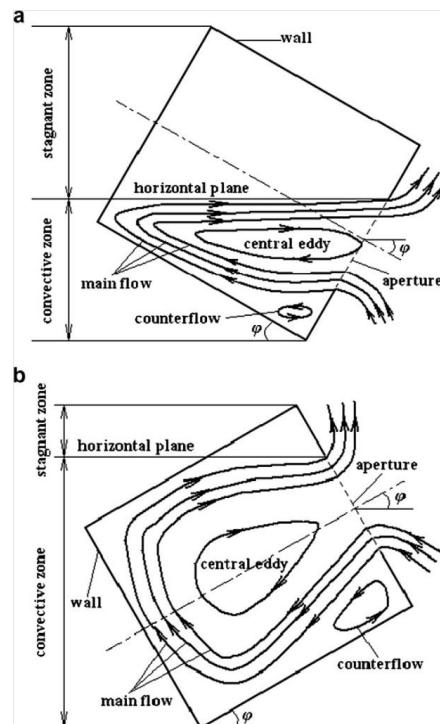 a
wall
stagnant zone
horizontal plane
convective zone
central eddy
φ
main flow
aperture
counterflow
φ
b
stagnant zone
horizontal plane
aperture
φ
convective zone
wall
central eddy
main flow
counterflow
φ